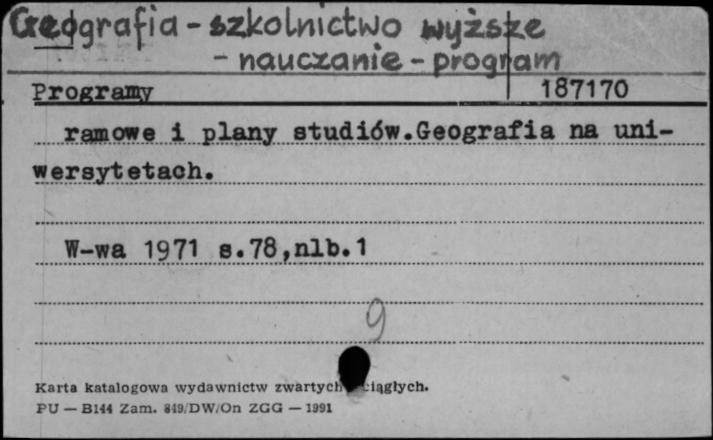 Geografia - szkolnictwo wyższe
- nauczanie - program
Programy 187170
ramowe i plany studiów.Geografia na uni-
wersytetach.
W-wa 1971 s.78,nlb.1
9
Karta katalogowa wydawnictw zwartych ciągłych.
PU — B144 Zam. 849/DW/On ZGG — 1991